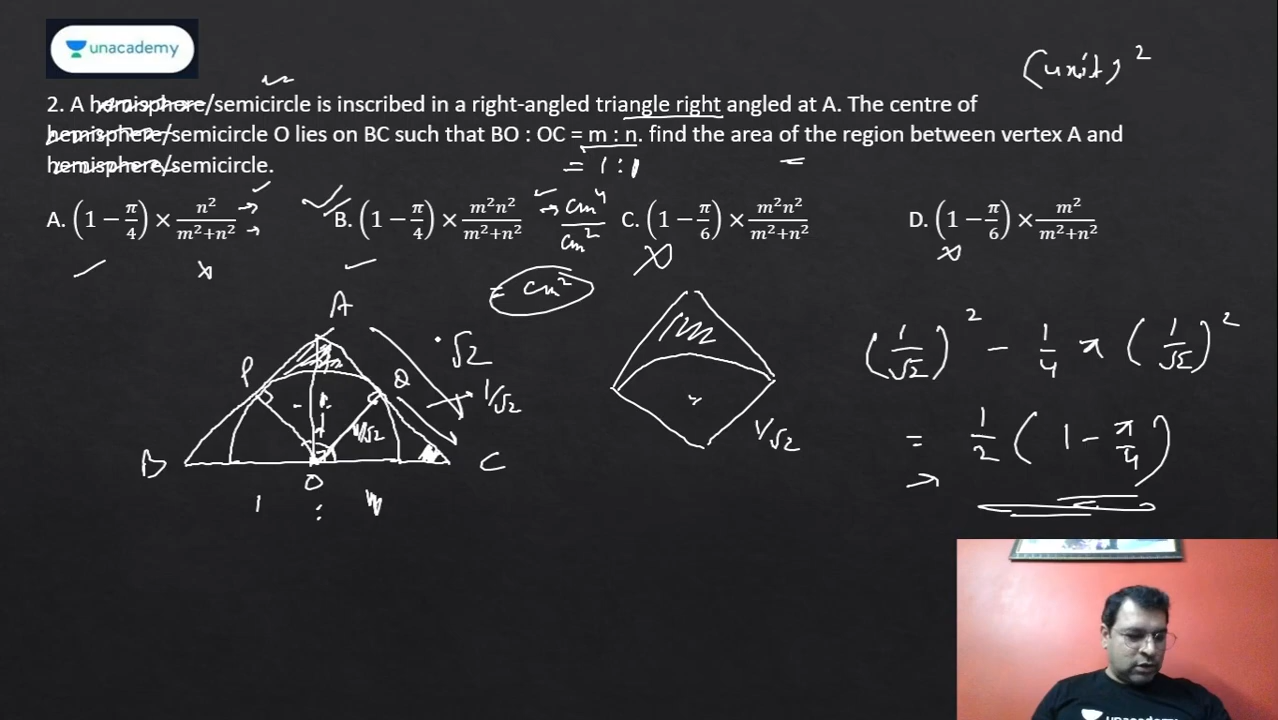 unacademy
(unit)²
2. A hemisphere/semicircle is inscribed in a right-angled triangle right angled at A. The centre of
hemisphere/semicircle O lies on BC such that BO : OC = m : n. find the area of the region between vertex A and
hemisphere/semicircle.
= 1 : 1
A. (1 − π/4) × n²/(m²+n²) B. (1 − π/4) × m²n²/(m²+n²) → cm⁴/cm² C. (1 − π/6) × m²n²/(m²+n²) D. (1 − π/6) × m²/(m²+n²)
= cm²
A
√2
P Q 1/√2
1/√2
B O C
1 :
1/√2
(1/√2)² − 1/4 π (1/√2)²
= 1/2 (1 − π/4)
unacademy